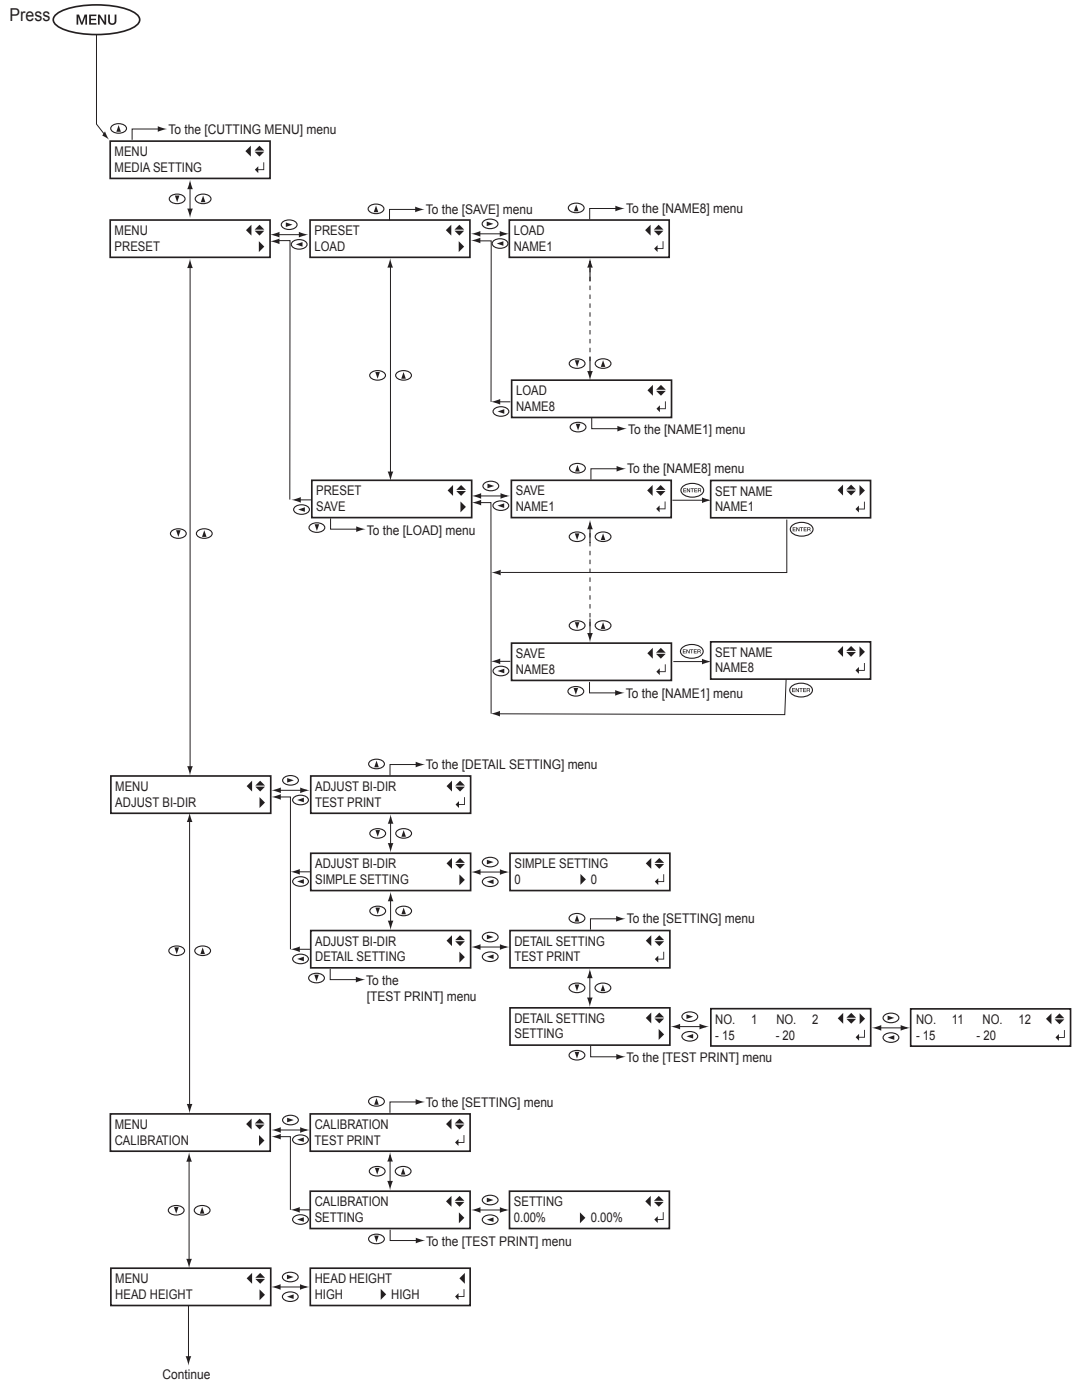 Press MENU
To the [CUTTING MENU] menu
MENU
MEDIA SETTING
To the [SAVE] menu
To the [NAME8] menu
MENU
PRESET
PRESET
LOAD
LOAD
NAME1
LOAD
NAME8
To the [NAME1] menu
To the [NAME8] menu
PRESET
SAVE
To the [LOAD] menu
SAVE
NAME1
ENTER
SET NAME
NAME1
ENTER
SAVE
NAME8
ENTER
SET NAME
NAME8
ENTER
To the [NAME1] menu
To the [DETAIL SETTING] menu
MENU
ADJUST BI-DIR
ADJUST BI-DIR
TEST PRINT
ADJUST BI-DIR
SIMPLE SETTING
SIMPLE SETTING
0 0
To the [SETTING] menu
ADJUST BI-DIR
DETAIL SETTING
To the
[TEST PRINT] menu
DETAIL SETTING
TEST PRINT
DETAIL SETTING
SETTING
To the [TEST PRINT] menu
NO. 1 NO. 2
- 15 - 20
NO. 11 NO. 12
- 15 - 20
To the [SETTING] menu
MENU
CALIBRATION
CALIBRATION
TEST PRINT
CALIBRATION
SETTING
SETTING
0.00% 0.00%
To the [TEST PRINT] menu
MENU
HEAD HEIGHT
HEAD HEIGHT
HIGH HIGH
Continue